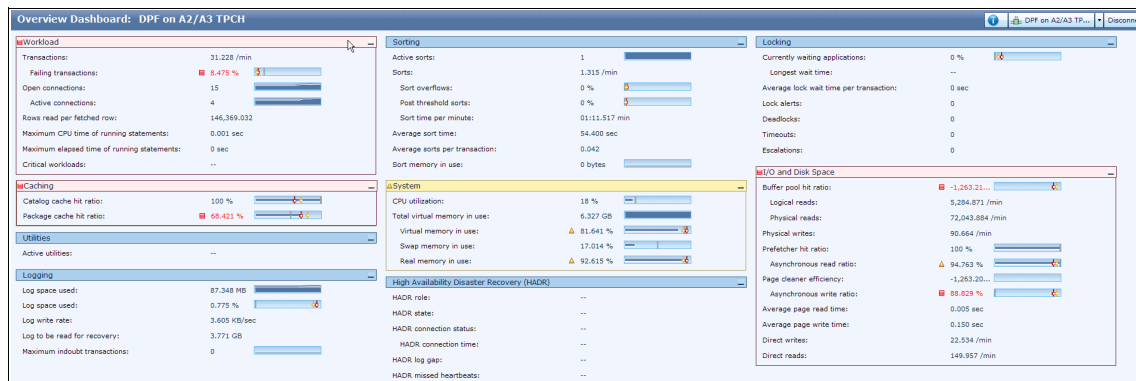 Overview Dashboard: DPF on A2/A3 TPCH
DPF on A2/A3 TP...
Disconne
Workload
Transactions: 31.228 /min
Failing transactions: 8.475 %
Open connections: 15
Active connections: 4
Rows read per fetched row: 146,369.032
Maximum CPU time of running statements: 0.001 sec
Maximum elapsed time of running statements: 0 sec
Critical workloads: --
Caching
Catalog cache hit ratio: 100 %
Package cache hit ratio: 68.421 %
Utilities
Active utilities: --
Logging
Log space used: 87.348 MB
Log space used: 0.775 %
Log write rate: 3.605 KB/sec
Log to be read for recovery: 3.771 GB
Maximum indoubt transactions: 0
Sorting
Active sorts: 1
Sorts: 1.315 /min
Sort overflows: 0 %
Post threshold sorts: 0 %
Sort time per minute: 01:11.517 min
Average sort time: 54.400 sec
Average sorts per transaction: 0.042
Sort memory in use: 0 bytes
System
CPU utilization: 18 %
Total virtual memory in use: 6.327 GB
Virtual memory in use: 81.641 %
Swap memory in use: 17.014 %
Real memory in use: 92.615 %
High Availability Disaster Recovery (HADR)
HADR role: --
HADR state: --
HADR connection status: --
HADR connection time: --
HADR log gap: --
HADR missed heartbeats: --
Locking
Currently waiting applications: 0 %
Longest wait time: --
Average lock wait time per transaction: 0 sec
Lock alerts: 0
Deadlocks: 0
Timeouts: 0
Escalations: 0
I/O and Disk Space
Buffer pool hit ratio: -1,263.21...
Logical reads: 5,284.871 /min
Physical reads: 72,043.884 /min
Physical writes: 90.664 /min
Prefetcher hit ratio: 100 %
Asynchronous read ratio: 94.763 %
Page cleaner efficiency: -1,263.20...
Asynchronous write ratio: 88.829 %
Average page read time: 0.005 sec
Average page write time: 0.150 sec
Direct writes: 22.534 /min
Direct reads: 149.957 /min